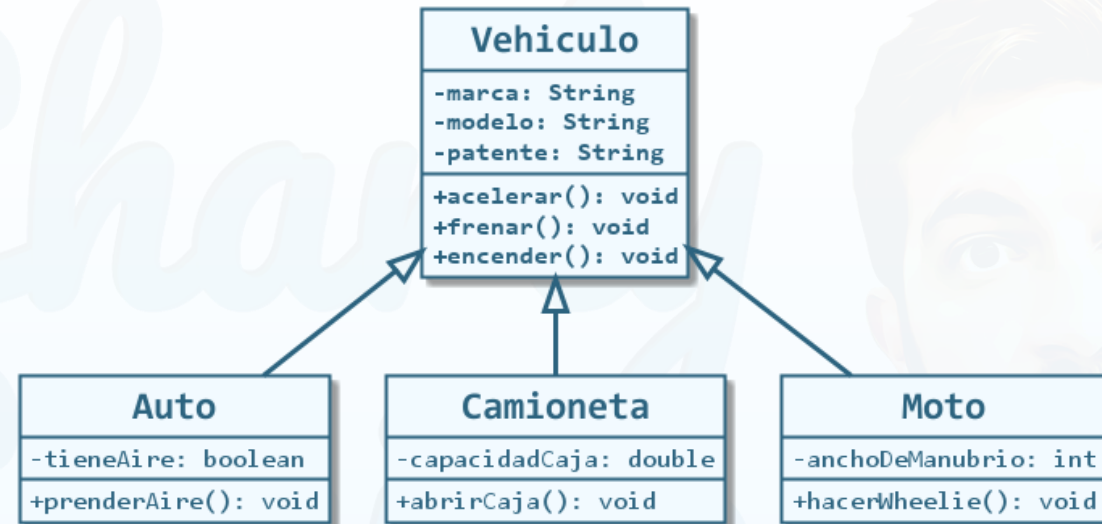 Vehiculo
-marca: String
-modelo: String
-patente: String
+acelerar(): void
+frenar(): void
+encender(): void
Auto
-tieneAire: boolean
+prenderAire(): void
Camioneta
-capacidadCaja: double
+abrirCaja(): void
Moto
-anchoDeManubrio: int
+hacerWheelie(): void